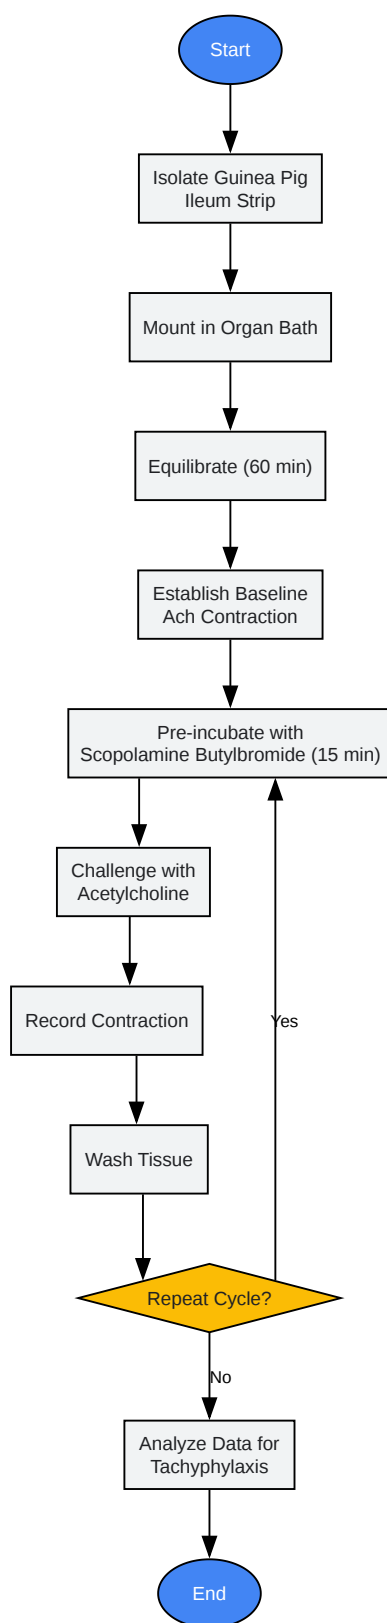 Start
Isolate Guinea Pig
Ileum Strip
Mount in Organ Bath
Equilibrate (60 min)
Establish Baseline
Ach Contraction
Pre-incubate with
Scopolamine Butylbromide (15 min)
Challenge with
Acetylcholine
Record Contraction
Yes
Wash Tissue
Repeat Cycle?
No
Analyze Data for
Tachyphylaxis
End